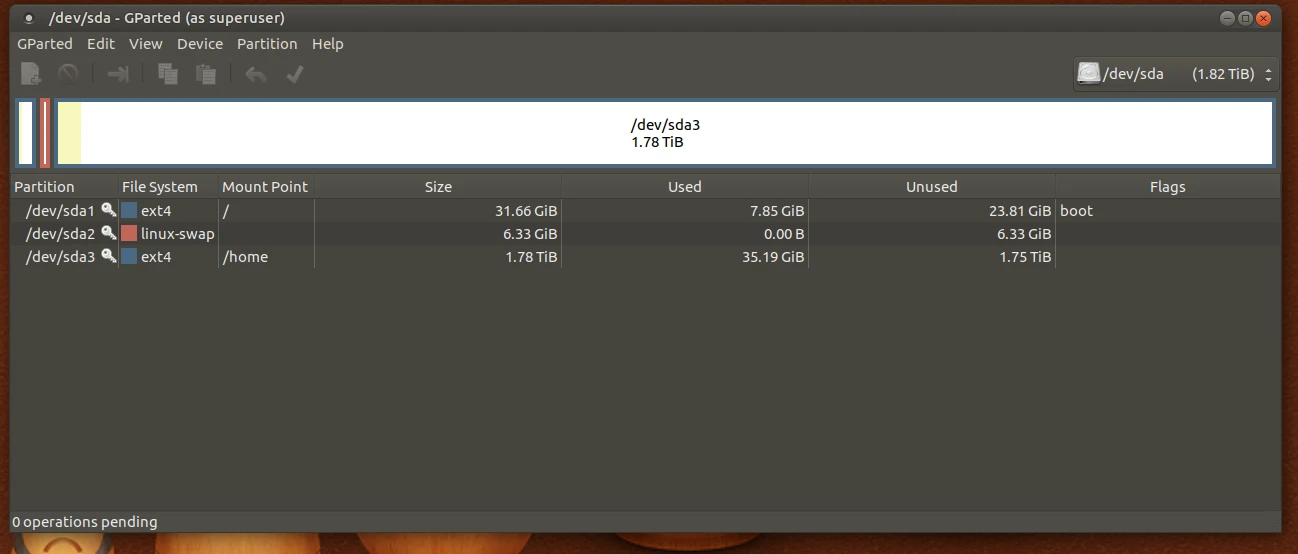 /dev/sda - GParted (as superuser)
GParted Edit View Device Partition Help
/dev/sda (1.82 TiB)
/dev/sda3
1.78 TiB
Partition File System Mount Point Size Used Unused Flags
/dev/sda1 ext4 / 31.66 GiB 7.85 GiB 23.81 GiB boot
/dev/sda2 linux-swap 6.33 GiB 0.00 B 6.33 GiB
/dev/sda3 ext4 /home 1.78 TiB 35.19 GiB 1.75 TiB
0 operations pending